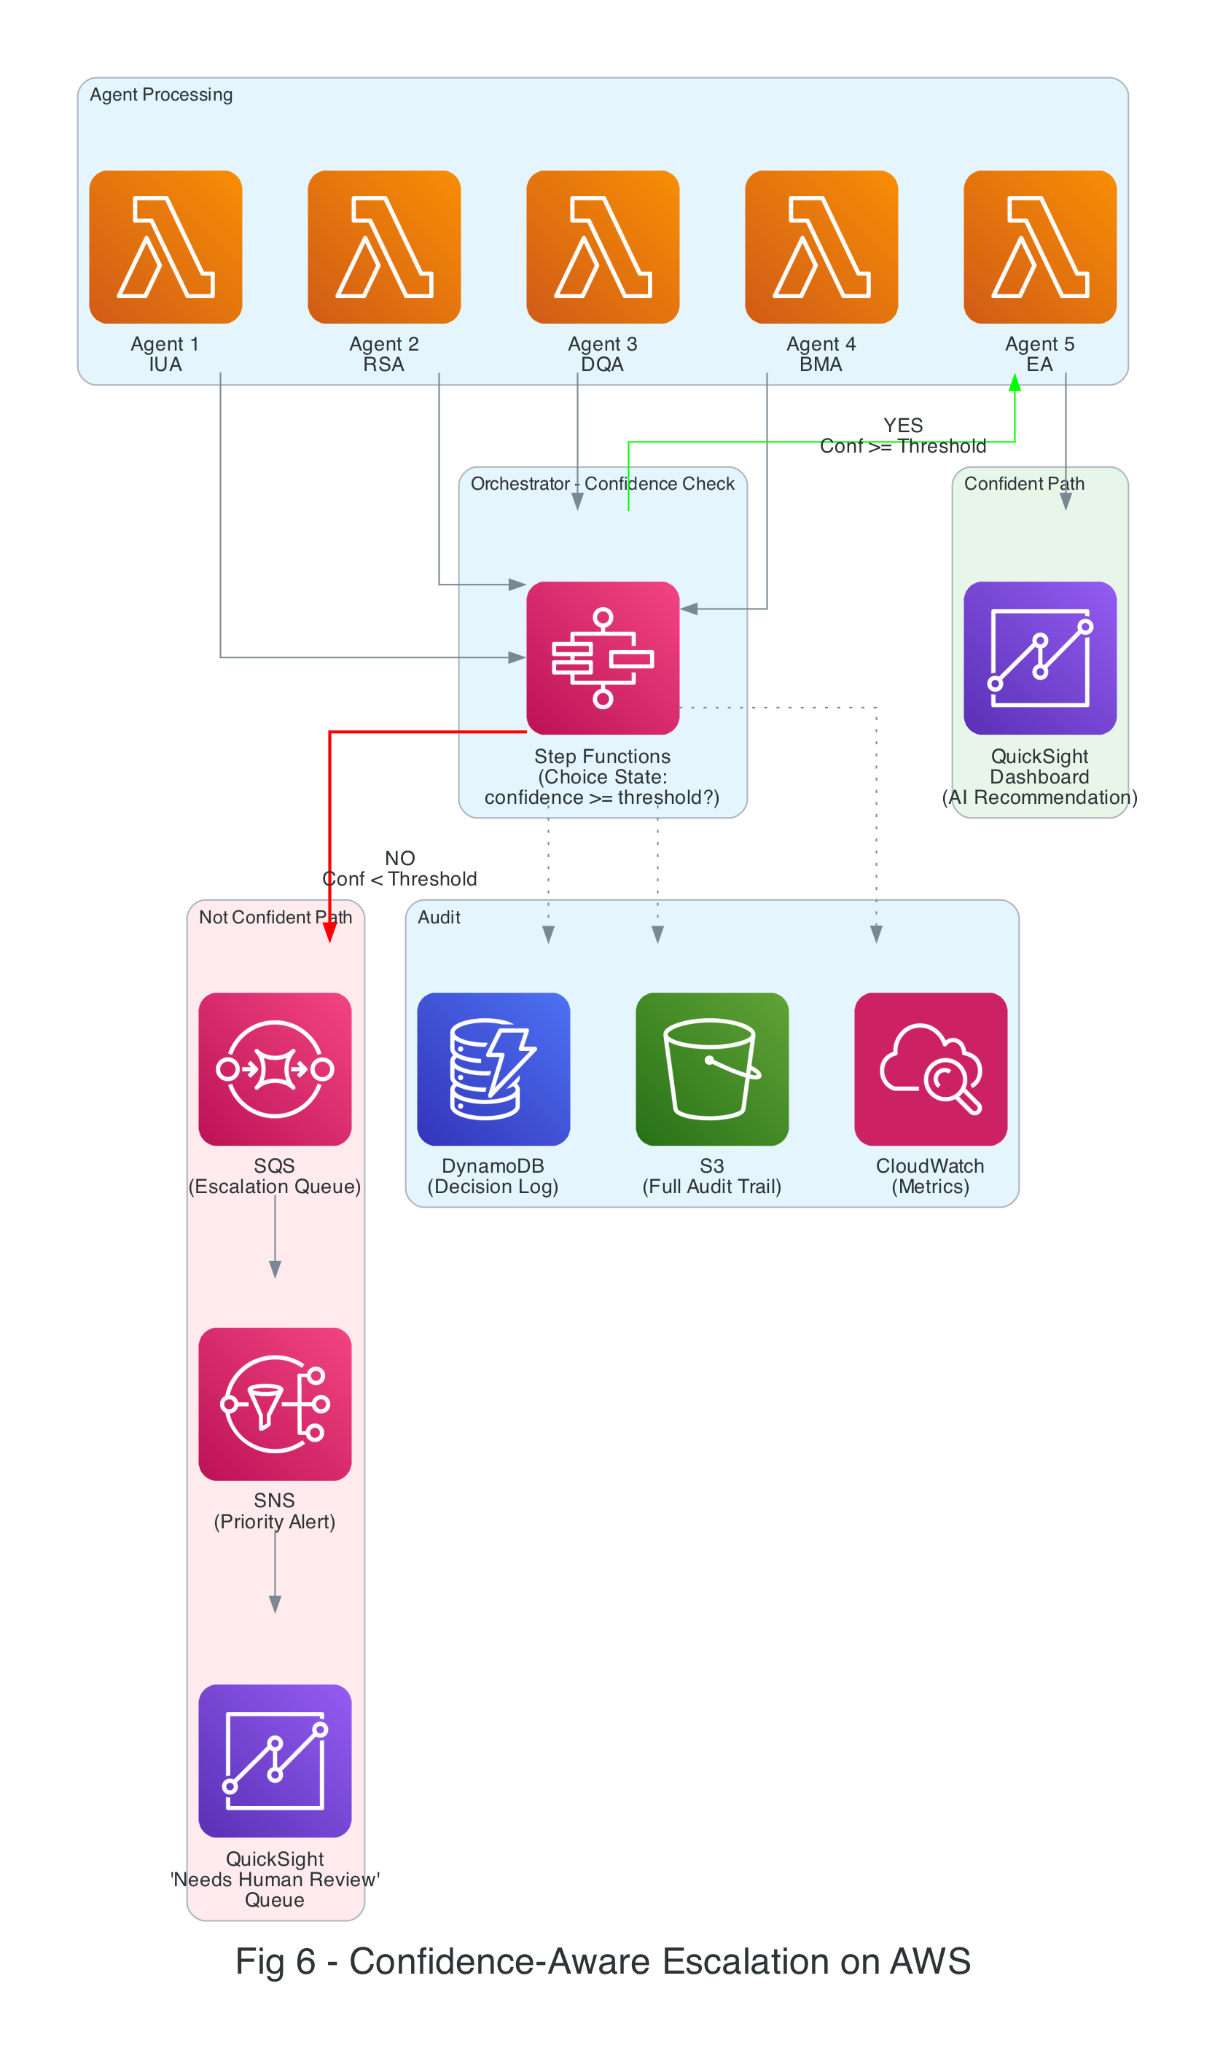 Agent Processing
Agent 1
IUA
Agent 2
RSA
Agent 3
DQA
Agent 4
BMA
Agent 5
EA
YES
Conf >= Threshold
Orchestrator - Confidence Check
Confident Path
Step Functions
(Choice State:
confidence >= threshold?)
QuickSight
Dashboard
(AI Recommendation)
NO
Conf < Threshold
Not Confident Path
Audit
SQS
(Escalation Queue)
DynamoDB
(Decision Log)
S3
(Full Audit Trail)
CloudWatch
(Metrics)
SNS
(Priority Alert)
QuickSight
'Needs Human Review'
Queue
Fig 6 - Confidence-Aware Escalation on AWS